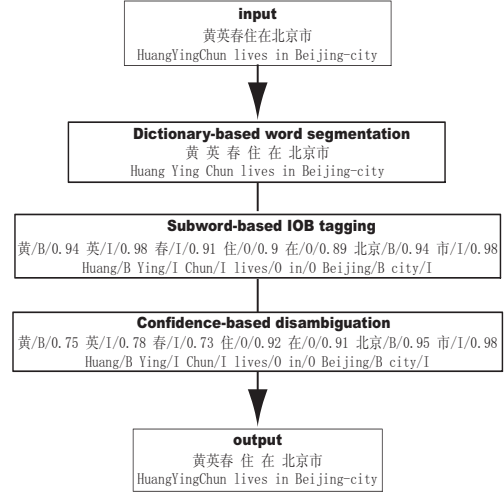 input
黄英春住在北京市
HuangYingChun lives in Beijing-city
Dictionary-based word segmentation
黄 英 春 住 在 北京市
Huang Ying Chun lives in Beijing-city
Subword-based IOB tagging
黄/B/0.94 英/I/0.98 春/I/0.91 住/O/0.9 在/O/0.89 北京/B/0.94 市/I/0.98
Huang/B Ying/I Chun/I lives/O in/O Beijing/B city/I
Confidence-based disambiguation
黄/B/0.75 英/I/0.78 春/I/0.73 住/O/0.92 在/O/0.91 北京/B/0.95 市/I/0.98
Huang/B Ying/I Chun/I lives/O in/O Beijing/B city/I
output
黄英春 住 在 北京市
HuangYingChun lives in Beijing-city